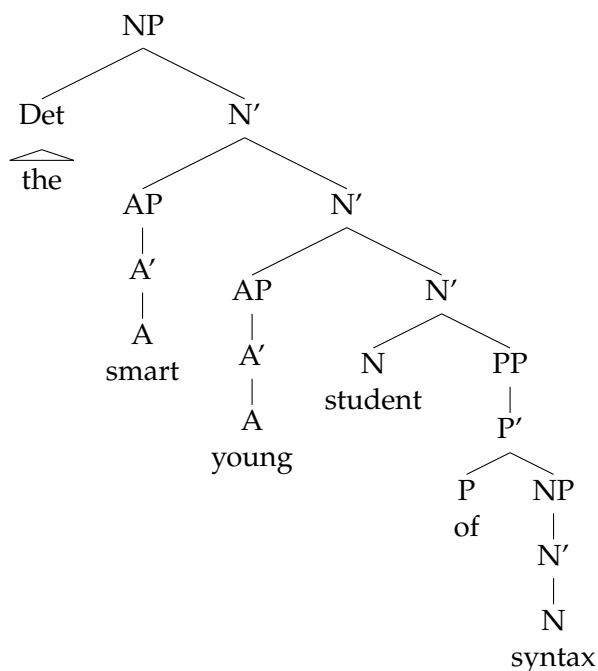 NP
Det N'
the
AP N'
A'
AP N'
A
smart
A'
N PP
student
A
young
P'
P NP
of
N'
N
syntax